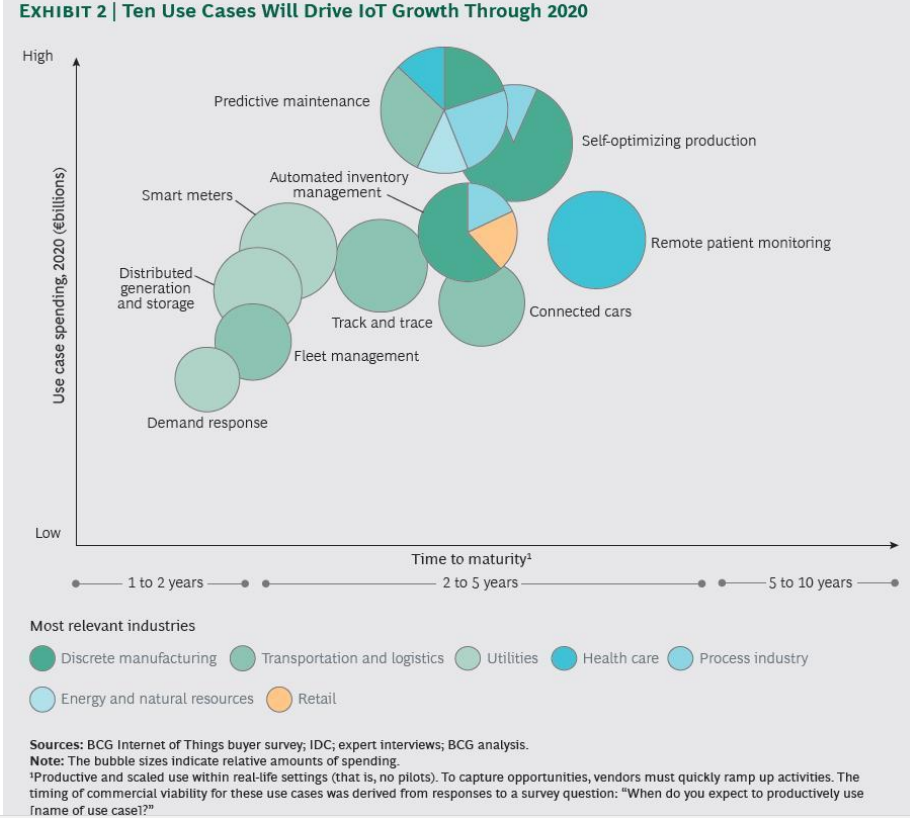 EXHIBIT 2 | Ten Use Cases Will Drive IoT Growth Through 2020
High
Predictive maintenance
Self-optimizing production
Automated inventory
management
Smart meters
Remote patient monitoring
Distributed
generation
and storage
Track and trace
Connected cars
Fleet management
Demand response
Use case spending, 2020 (€billions)
Low
Time to maturity¹
1 to 2 years
2 to 5 years
5 to 10 years
Most relevant industries
Discrete manufacturing
Transportation and logistics
Utilities
Health care
Process industry
Energy and natural resources
Retail
Sources: BCG Internet of Things buyer survey; IDC; expert interviews; BCG analysis.
Note: The bubble sizes indicate relative amounts of spending.
¹Productive and scaled use within real-life settings (that is, no pilots). To capture opportunities, vendors must quickly ramp up activities. The
timing of commercial viability for these use cases was derived from responses to a survey question: “When do you expect to productively use
[name of use case]?”